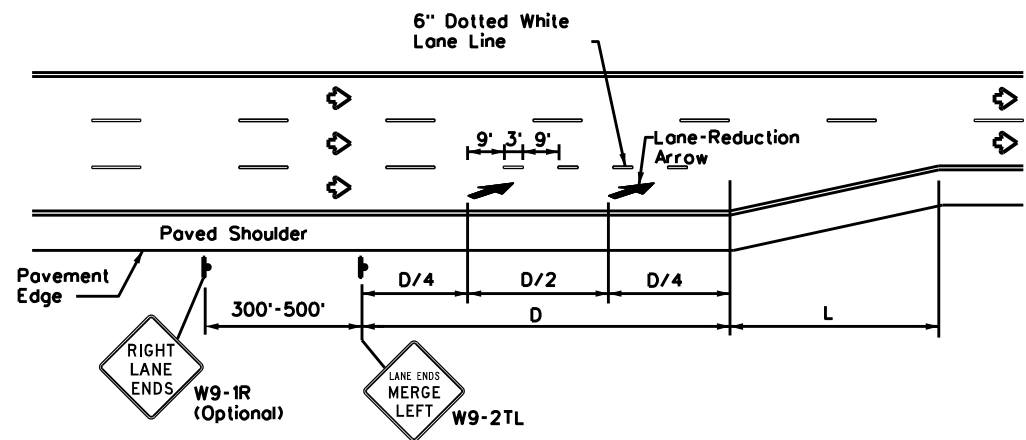 6" Dotted White
Lane Line
9' 3' 9'
Lane-Reduction
Arrow
Paved Shoulder
Pavement
Edge
D/4 D/2 D/4
300'-500' D L
RIGHT
LANE
ENDS
W9-1R
(Optional)
LANE ENDS
MERGE
LEFT
W9-2TL